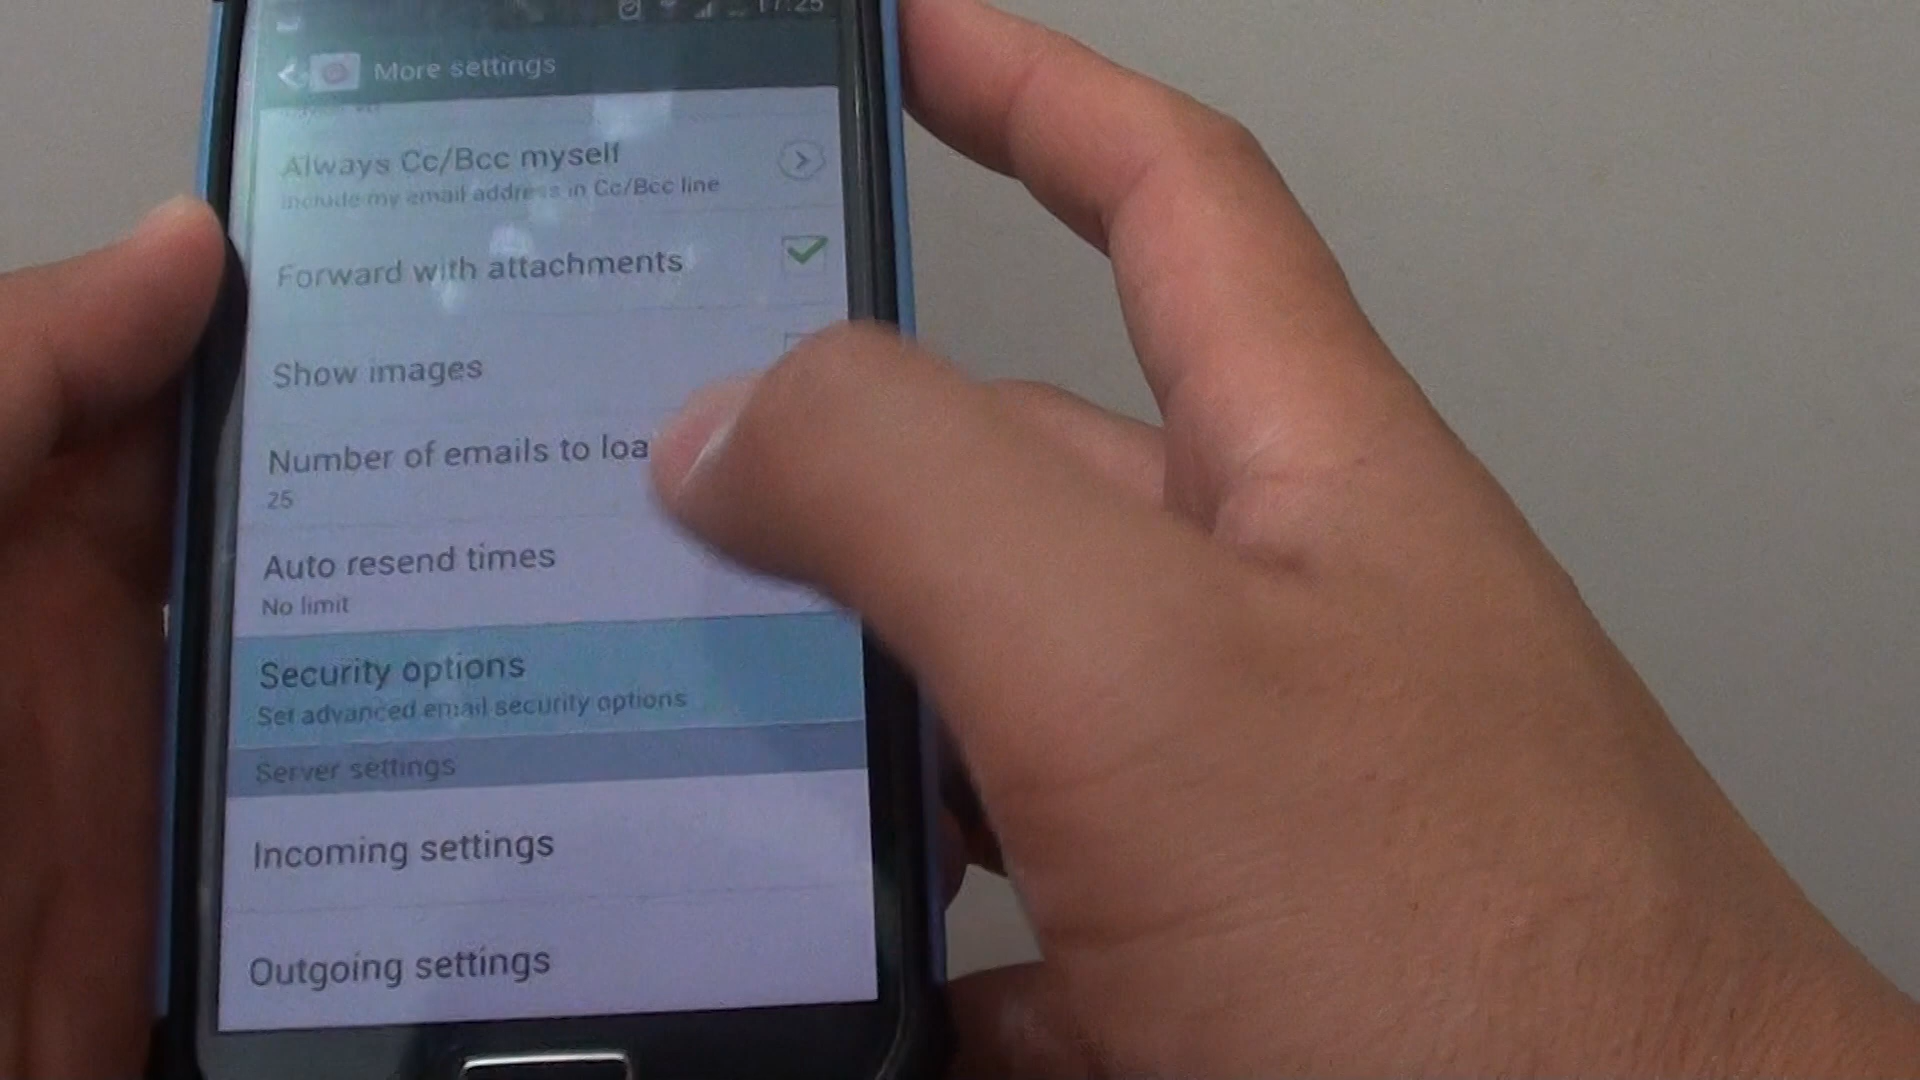 17:25
More settings
Always Cc/Bcc myself
Include my email address in Cc/Bcc line
Forward with attachments
Show images
Number of emails to loa
25
Auto resend times
No limit
Security options
Set advanced email security options
Server settings
Incoming settings
Outgoing settings